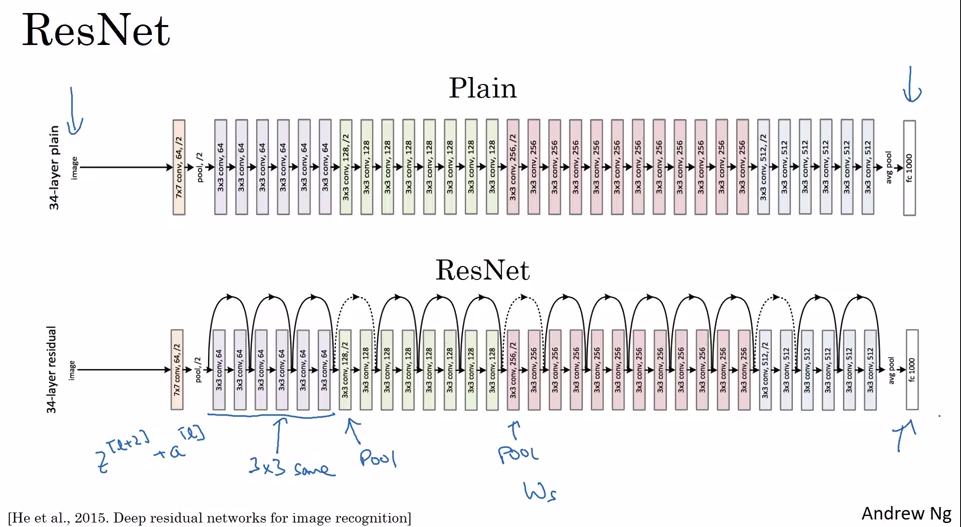 ResNet
Plain
34-layer plain
image
7x7 conv, 64, /2
pool, /2
3x3 conv, 64
3x3 conv, 64
3x3 conv, 64
3x3 conv, 64
3x3 conv, 64
3x3 conv, 64
3x3 conv, 128, /2
3x3 conv, 128
3x3 conv, 128
3x3 conv, 128
3x3 conv, 128
3x3 conv, 128
3x3 conv, 128
3x3 conv, 128
3x3 conv, 256, /2
3x3 conv, 256
3x3 conv, 256
3x3 conv, 256
3x3 conv, 256
3x3 conv, 256
3x3 conv, 256
3x3 conv, 256
3x3 conv, 256
3x3 conv, 256
3x3 conv, 256
3x3 conv, 256
3x3 conv, 512, /2
3x3 conv, 512
3x3 conv, 512
3x3 conv, 512
3x3 conv, 512
3x3 conv, 512
avg pool
fc 1000
ResNet
34-layer residual
image
7x7 conv, 64, /2
pool, /2
3x3 conv, 64
3x3 conv, 64
3x3 conv, 64
3x3 conv, 64
3x3 conv, 64
3x3 conv, 64
3x3 conv, 128, /2
3x3 conv, 128
3x3 conv, 128
3x3 conv, 128
3x3 conv, 128
3x3 conv, 128
3x3 conv, 128
3x3 conv, 128
3x3 conv, 256, /2
3x3 conv, 256
3x3 conv, 256
3x3 conv, 256
3x3 conv, 256
3x3 conv, 256
3x3 conv, 256
3x3 conv, 256
3x3 conv, 256
3x3 conv, 256
3x3 conv, 256
3x3 conv, 256
3x3 conv, 512, /2
3x3 conv, 512
3x3 conv, 512
3x3 conv, 512
3x3 conv, 512
3x3 conv, 512
avg pool
fc 1000
z[l+2] + a[l]
3x3 same
Pool
Pool
Ws
[He et al., 2015. Deep residual networks for image recognition]
Andrew Ng